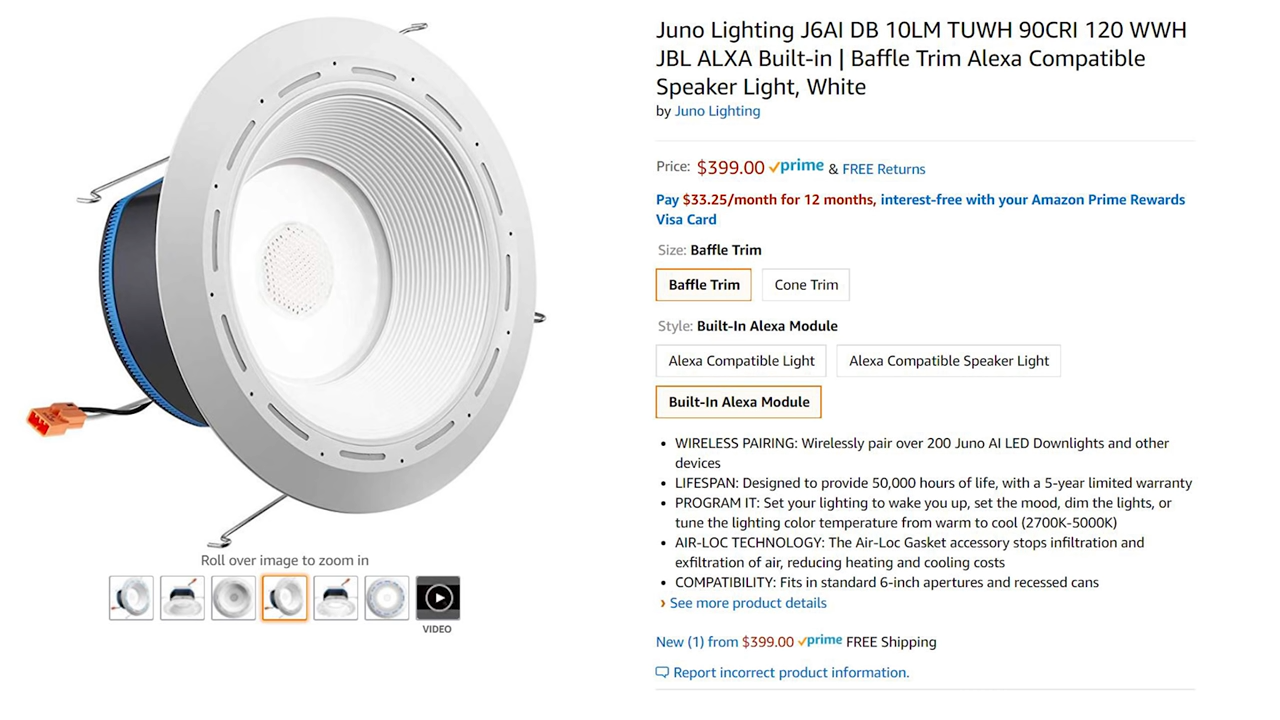 Juno Lighting J6AI DB 10LM TUWH 90CRI 120 WWH
JBL ALXA Built-in | Baffle Trim Alexa Compatible
Speaker Light, White
by Juno Lighting
Price: $399.00 prime & FREE Returns
Pay $33.25/month for 12 months, interest-free with your Amazon Prime Rewards
Visa Card
Size: Baffle Trim
Baffle Trim Cone Trim
Style: Built-In Alexa Module
Alexa Compatible Light Alexa Compatible Speaker Light
Built-In Alexa Module
• WIRELESS PAIRING: Wirelessly pair over 200 Juno AI LED Downlights and other
devices
• LIFESPAN: Designed to provide 50,000 hours of life, with a 5-year limited warranty
• PROGRAM IT: Set your lighting to wake you up, set the mood, dim the lights, or
tune the lighting color temperature from warm to cool (2700K-5000K)
• AIR-LOC TECHNOLOGY: The Air-Loc Gasket accessory stops infiltration and
exfiltration of air, reducing heating and cooling costs
• COMPATIBILITY: Fits in standard 6-inch apertures and recessed cans
› See more product details
New (1) from $399.00 prime FREE Shipping
Report incorrect product information.
Roll over image to zoom in
VIDEO